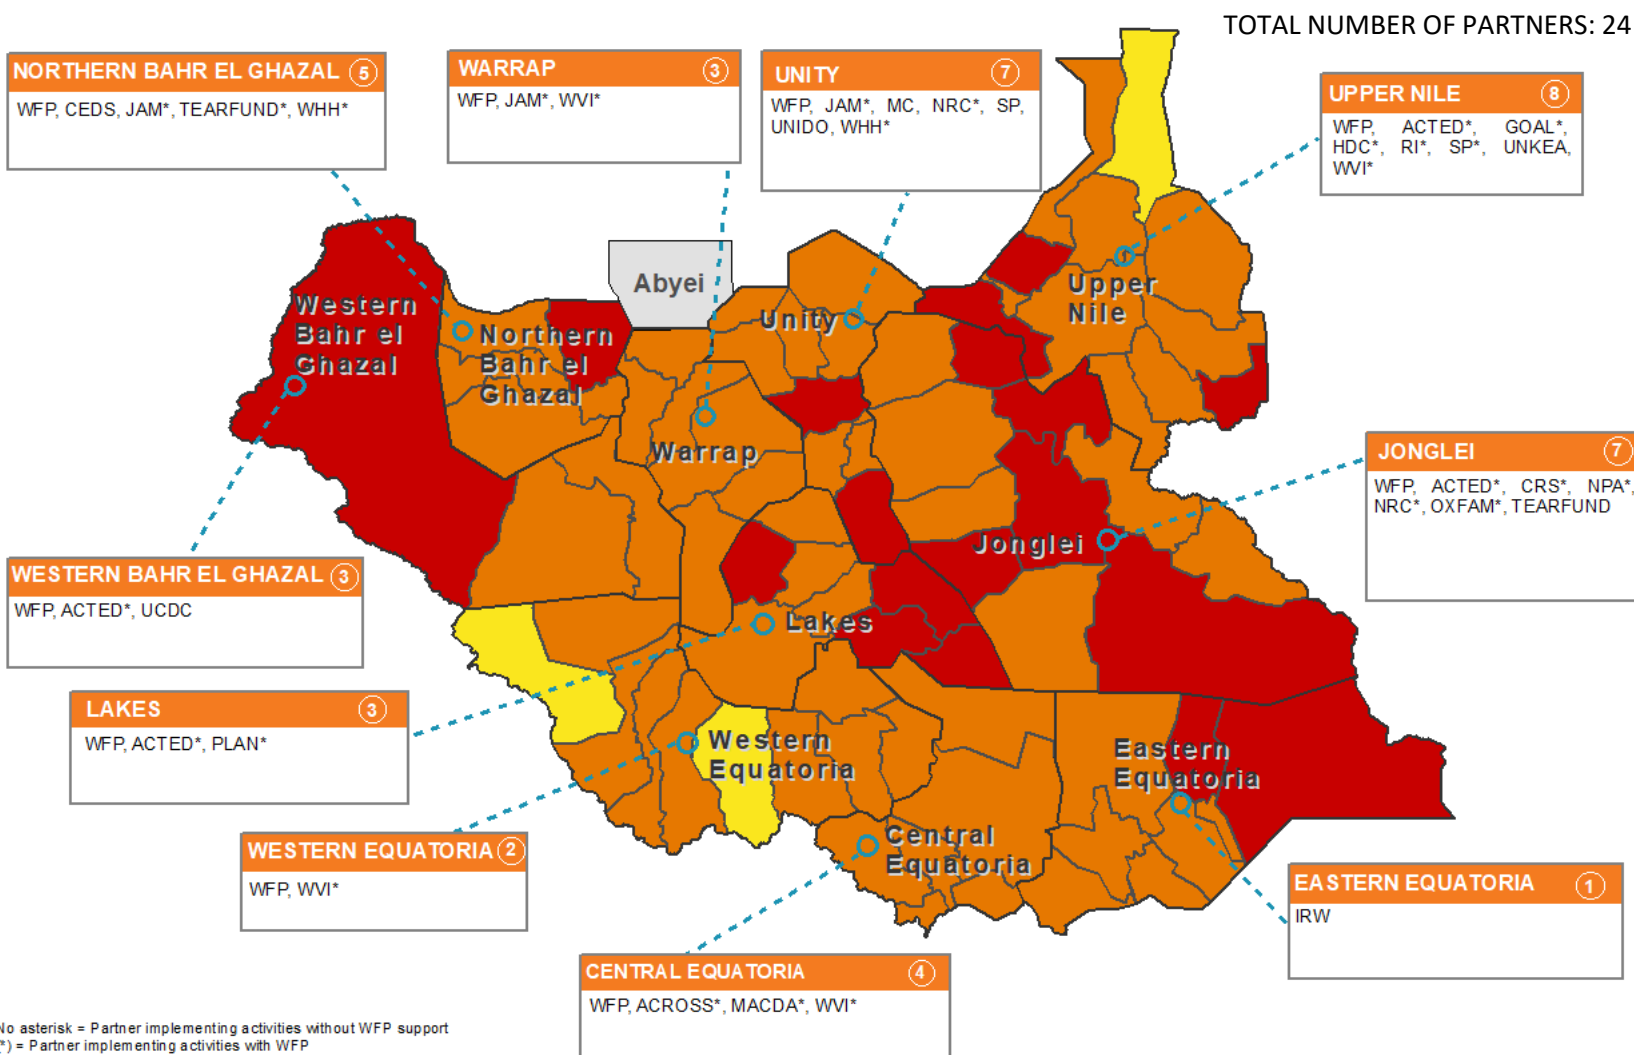 TOTAL NUMBER OF PARTNERS: 24
NORTHERN BAHR EL GHAZAL 5
WFP, CEDS, JAM*, TEARFUND*, WHH*
WARRAP 3
WFP, JAM*, WVI*
UNITY 7
WFP, JAM*, MC, NRC*, SP,
UNIDO, WHH*
UPPER NILE 8
WFP, ACTED*, GOAL*,
HDC*, RI*, SP*, UNKEA,
WVI*
Abyei
Western
Bahr el
Ghazal
Northern
Bahr el
Ghazal
Unity
Upper
Nile
Warrap
JONGLEI 7
WFP, ACTED*, CRS*, NPA*,
NRC*, OXFAM*, TEARFUND
Jonglei
WESTERN BAHR EL GHAZAL 3
WFP, ACTED*, UCDC
Lakes
LAKES 3
WFP, ACTED*, PLAN*
Western
Equatoria
Eastern
Equatoria
Central
Equatoria
WESTERN EQUATORIA 2
WFP, WVI*
EASTERN EQUATORIA 1
IRW
CENTRAL EQUATORIA 4
WFP, ACROSS*, MACDA*, WVI*
No asterisk = Partner implementing activities without WFP support
*) = Partner implementing activities with WFP